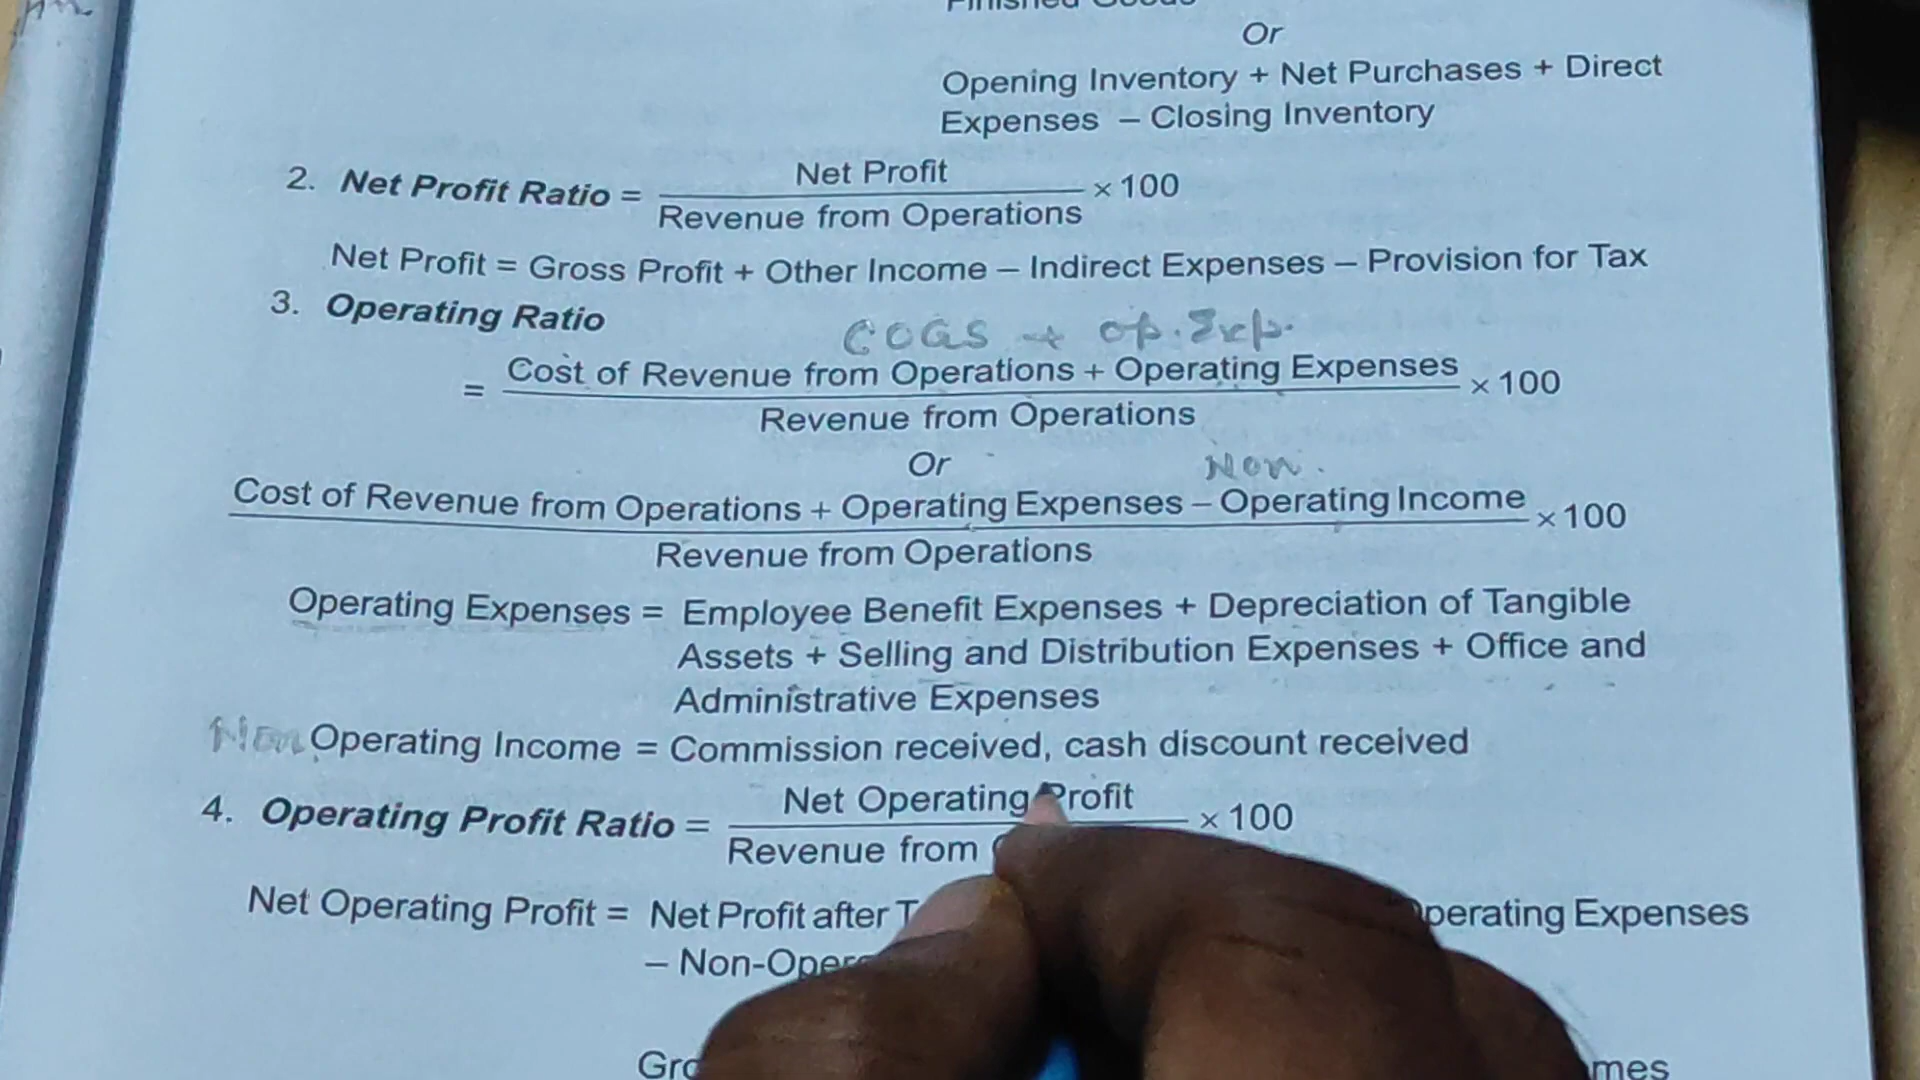 Finished Goods
Or
Opening Inventory + Net Purchases + Direct
Expenses – Closing Inventory
2. Net Profit Ratio = Net Profit × 100
Revenue from Operations
Net Profit = Gross Profit + Other Income – Indirect Expenses – Provision for Tax
3. Operating Ratio
COGS + Op. Exp.
= Cost of Revenue from Operations + Operating Expenses × 100
Revenue from Operations
Or
Non
Cost of Revenue from Operations + Operating Expenses – Operating Income × 100
Revenue from Operations
Operating Expenses = Employee Benefit Expenses + Depreciation of Tangible
Assets + Selling and Distribution Expenses + Office and
Administrative Expenses
Non Operating Income = Commission received, cash discount received
4. Operating Profit Ratio = Net Operating Profit × 100
Revenue from
Net Operating Profit = Net Profit after Operating Expenses
–